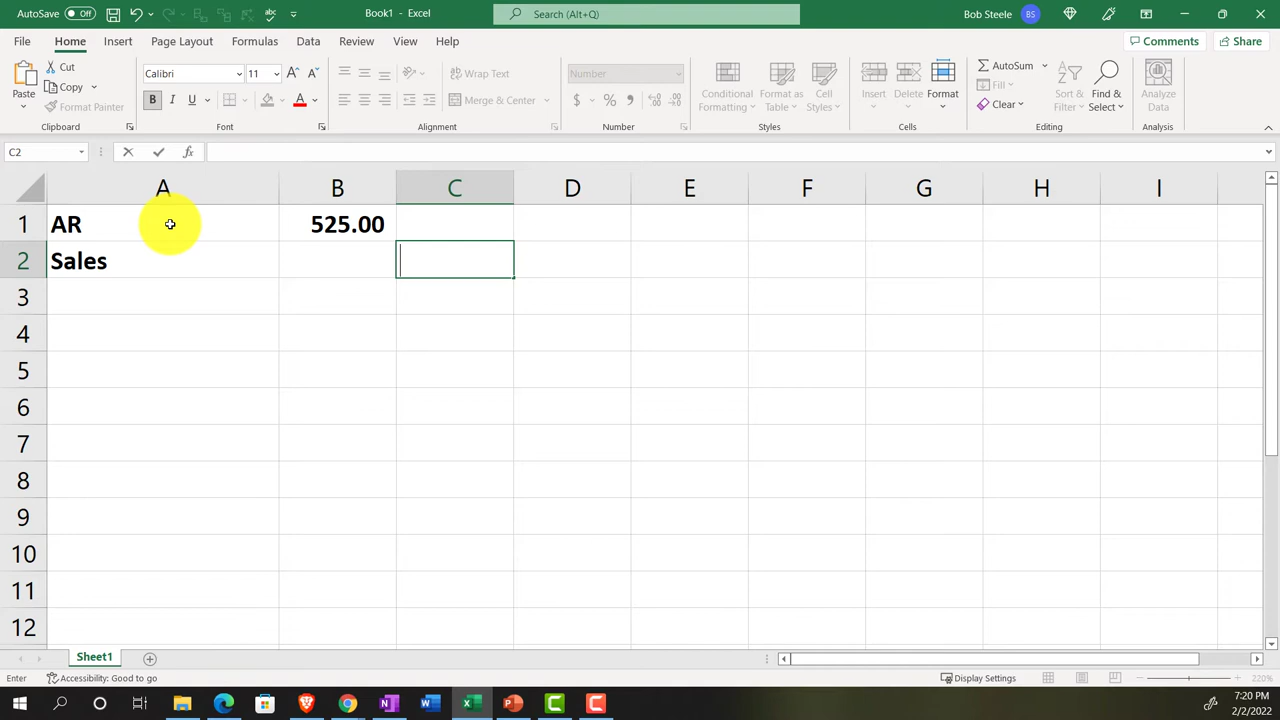 AutoSave Off Book1 - Excel Search (Alt+Q) Bob Steele BS
File Home Insert Page Layout Formulas Data Review View Help Comments Share
Paste Cut Copy Format Painter
Calibri 11
B I U A
Wrap Text
Merge & Center
Number
$ % 9
Conditional Formatting Format as Table Cell Styles
Insert Delete Format
AutoSum Fill Clear Sort & Filter Find & Select
Analyze Data
Clipboard Font Alignment Number Styles Cells Editing Analysis
C2 fx
A B C D E F G H I
1 AR 525.00
2 Sales
3
4
5
6
7
8
9
10
11
12
Sheet1
Enter Accessibility: Good to go Display Settings 220%
7:20 PM
2/2/2022